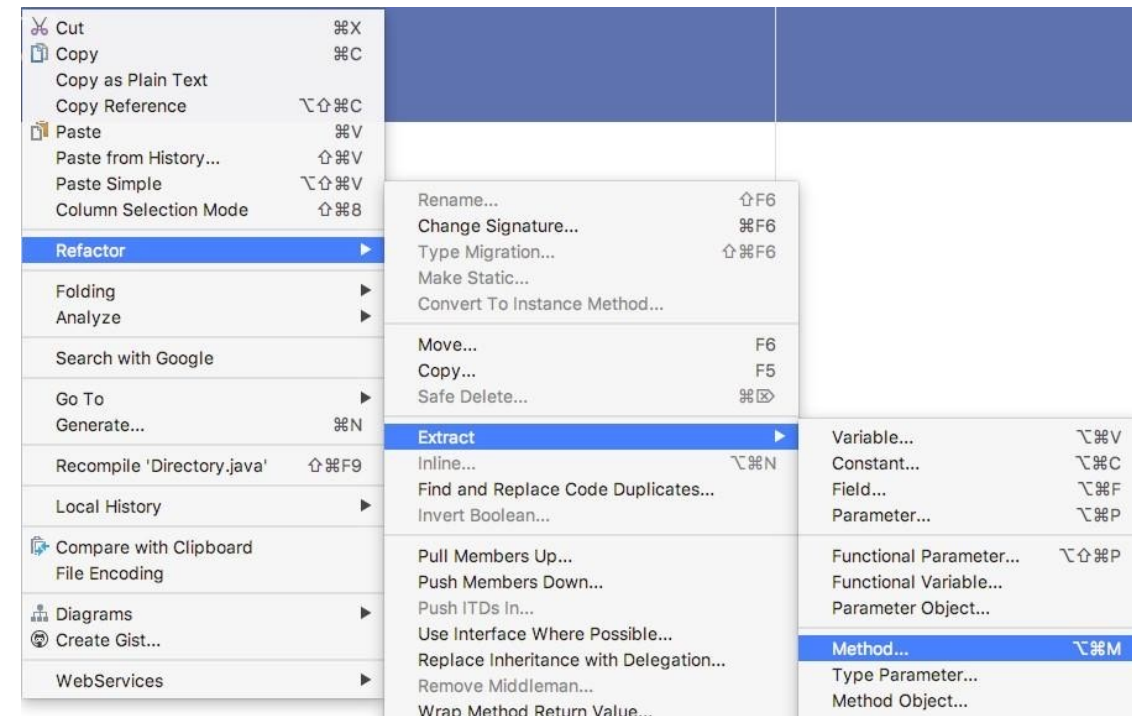 Cut ⌘X
Copy ⌘C
Copy as Plain Text
Copy Reference ⌥⇧⌘C
Paste ⌘V
Paste from History... ⇧⌘V
Paste Simple ⌥⇧⌘V
Column Selection Mode ⇧⌘8
Refactor
Folding
Analyze
Search with Google
Go To
Generate... ⌘N
Recompile 'Directory.java' ⇧⌘F9
Local History
Compare with Clipboard
File Encoding
Diagrams
Create Gist...
WebServices
Rename... ⇧F6
Change Signature... ⌘F6
Type Migration... ⇧⌘F6
Make Static...
Convert To Instance Method...
Move... F6
Copy... F5
Safe Delete... ⌘⌦
Extract
Inline... ⌥⌘N
Find and Replace Code Duplicates...
Invert Boolean...
Pull Members Up...
Push Members Down...
Push ITDs In...
Use Interface Where Possible...
Replace Inheritance with Delegation...
Remove Middleman...
Wrap Method Return Value...
Variable... ⌥⌘V
Constant... ⌥⌘C
Field... ⌥⌘F
Parameter... ⌥⌘P
Functional Parameter... ⌥⇧⌘P
Functional Variable...
Parameter Object...
Method... ⌥⌘M
Type Parameter...
Method Object...